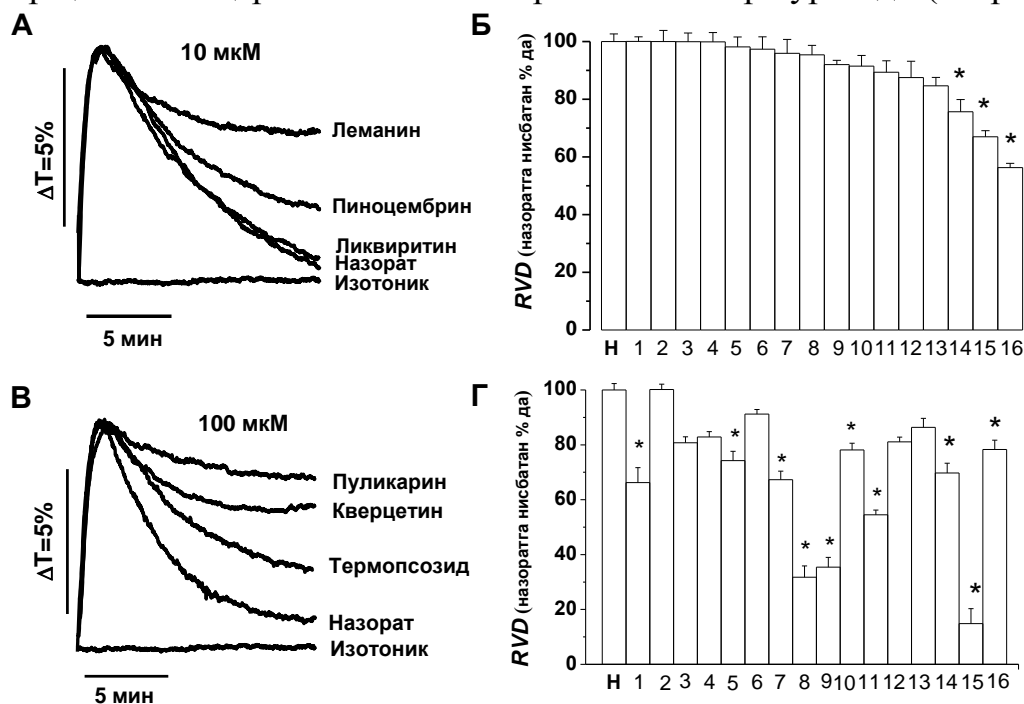 А
10 мкМ
ΔT=5%
Леманин
Пиноцембрин
Ликвиритин
Назорат
Изотоник
5 мин
Б
RVD (назоратга нисбатан % да)
100
80
60
40
20
0
* * *
Н 1 2 3 4 5 6 7 8 9 10 11 12 13 14 15 16
В
100 мкМ
ΔT=5%
Пуликарин
Кверцетин
Термопсозид
Назорат
Изотоник
5 мин
Г
RVD (назоратга нисбатан % да)
100
80
60
40
20
0
* * * * * * * * * *
Н 1 2 3 4 5 6 7 8 9 10 11 12 13 14 15 16